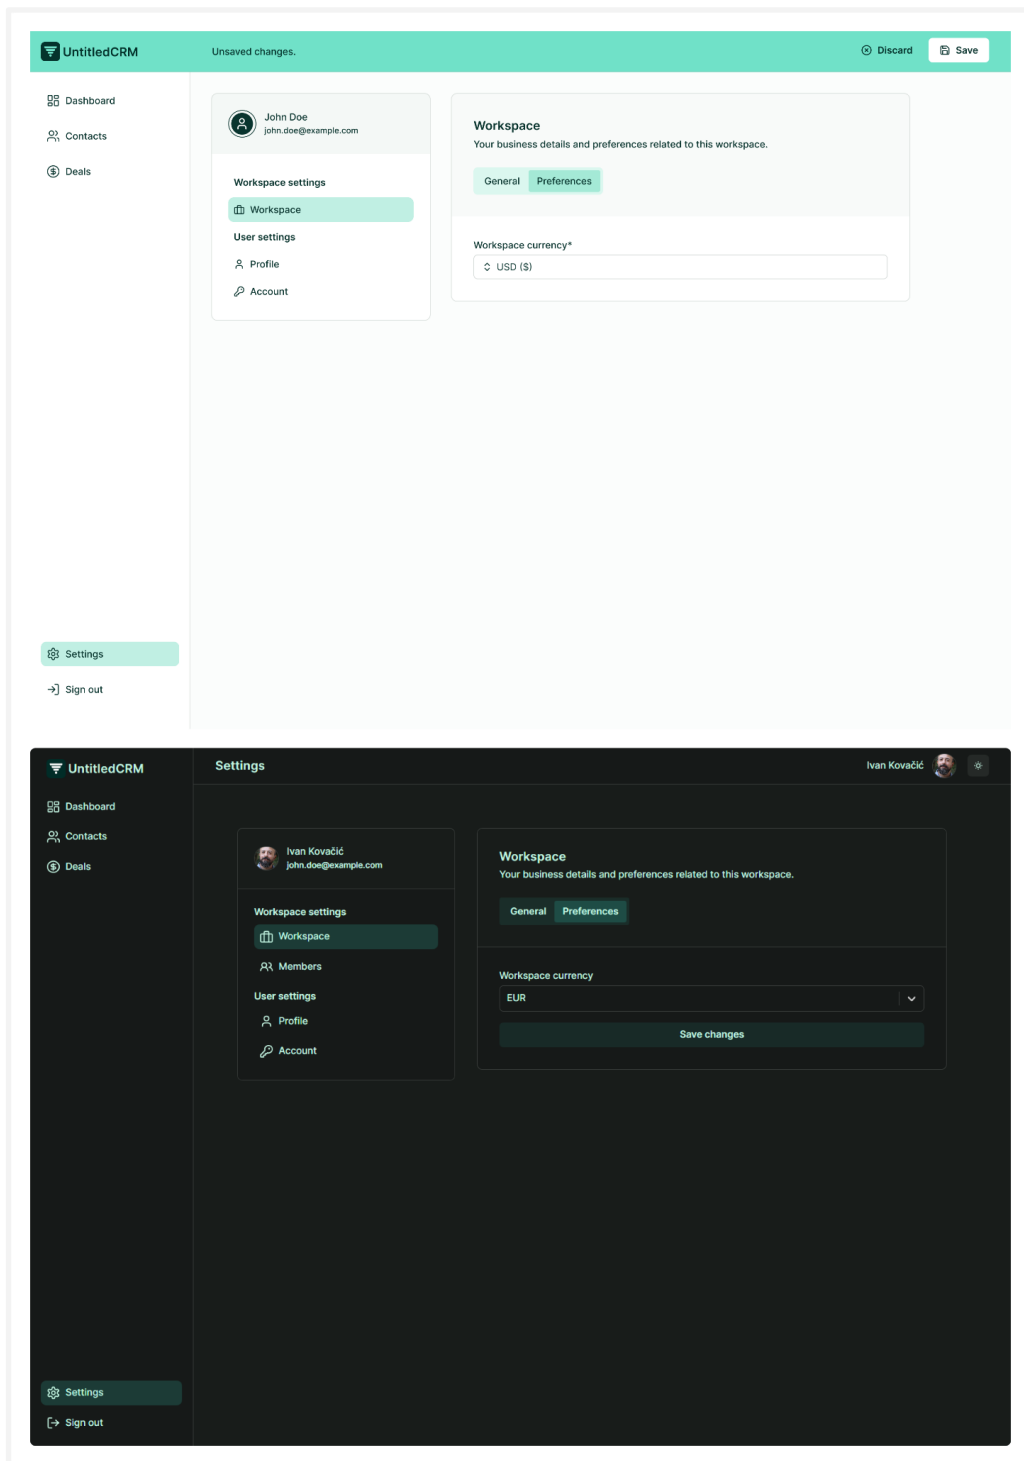 UntitledCRM
Unsaved changes.
Discard
Save
Dashboard
Contacts
Deals
John Doe
john.doe@example.com
Workspace settings
Workspace
User settings
Profile
Account
Workspace
Your business details and preferences related to this workspace.
General
Preferences
Workspace currency*
USD ($)
Settings
Sign out
UntitledCRM
Settings
Ivan Kovačić
Dashboard
Contacts
Deals
Ivan Kovačić
john.doe@example.com
Workspace settings
Workspace
Members
User settings
Profile
Account
Workspace
Your business details and preferences related to this workspace.
General
Preferences
Workspace currency
EUR
Save changes
Settings
Sign out